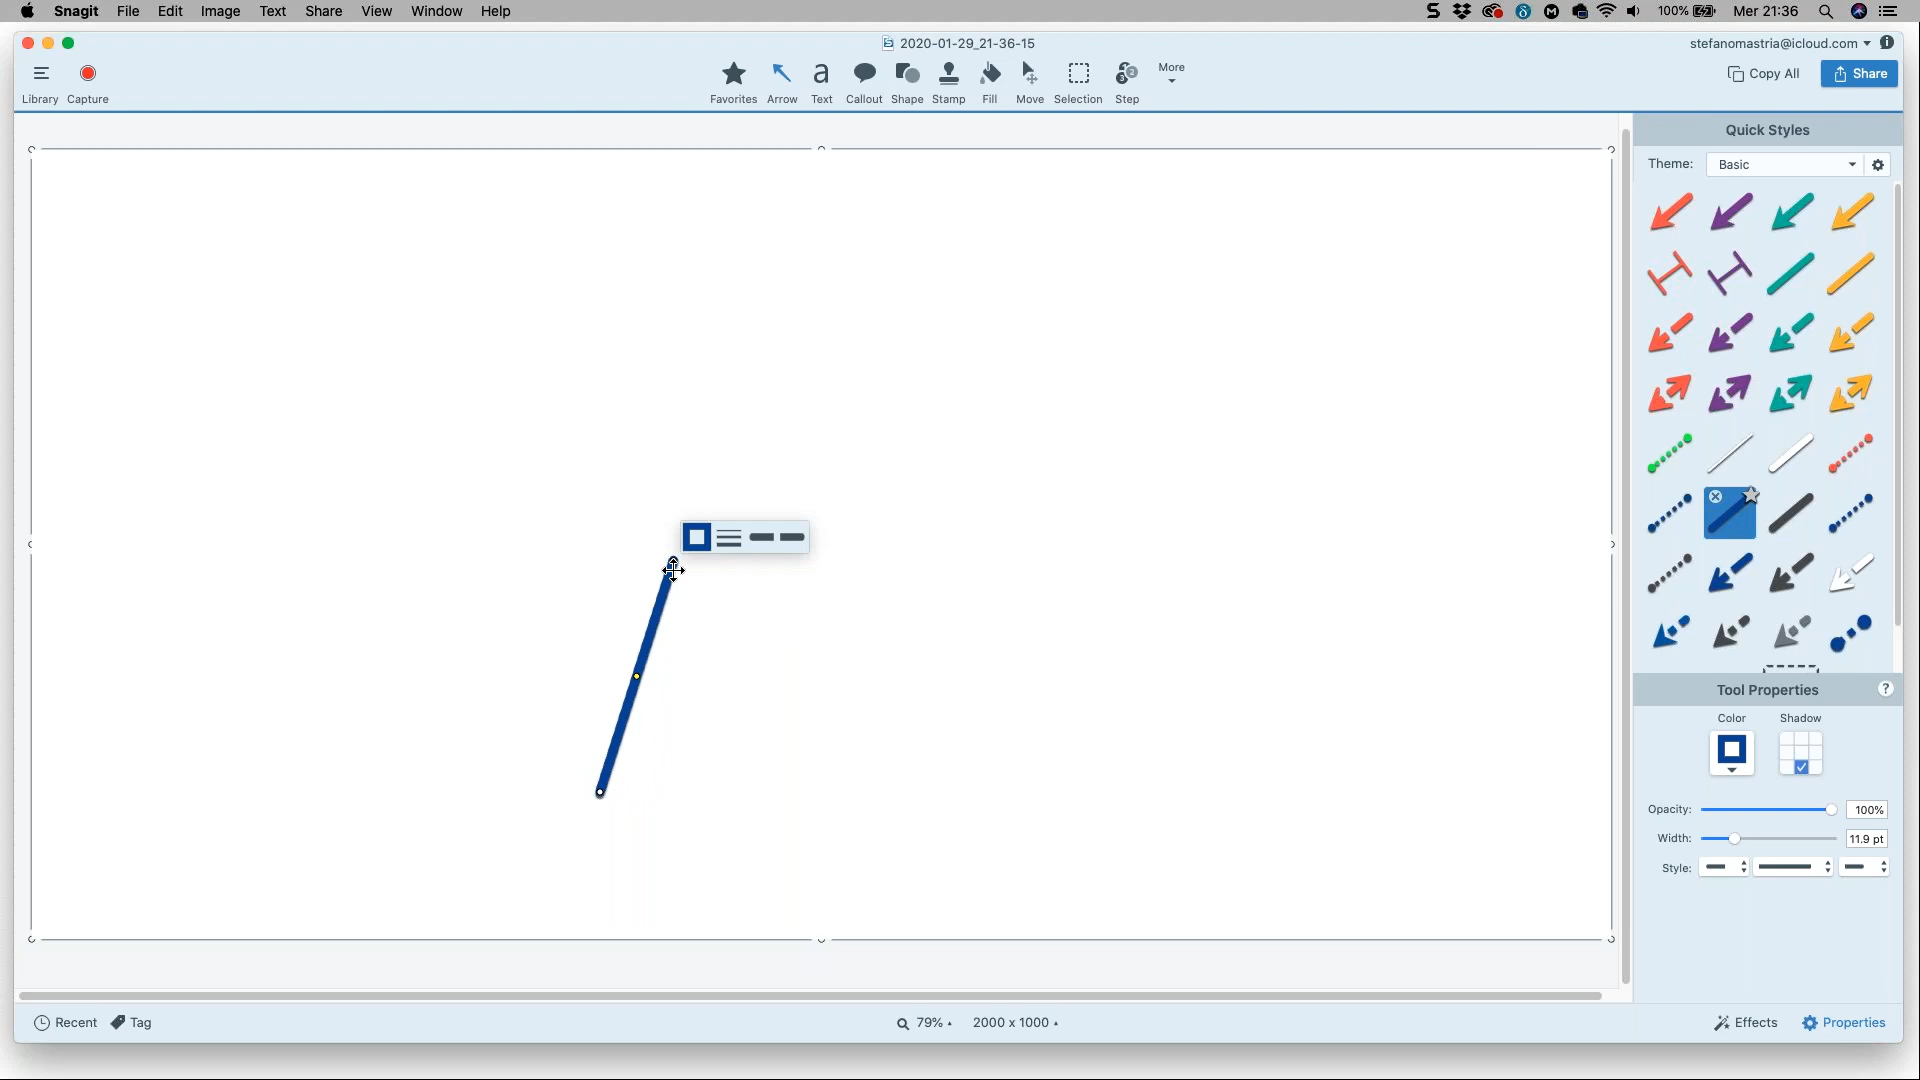 Snagit File Edit Image Text Share View Window Help
100% Mer 21:36
2020-01-29_21-36-15
stefanomastria@icloud.com
Library Capture
Favorites Arrow Text Callout Shape Stamp Fill Move Selection Step More
Copy All Share
Quick Styles
Theme: Basic
Tool Properties
Color Shadow
Opacity: 100%
Width: 11.9 pt
Style:
Recent Tag
79% 2000 x 1000
Effects Properties